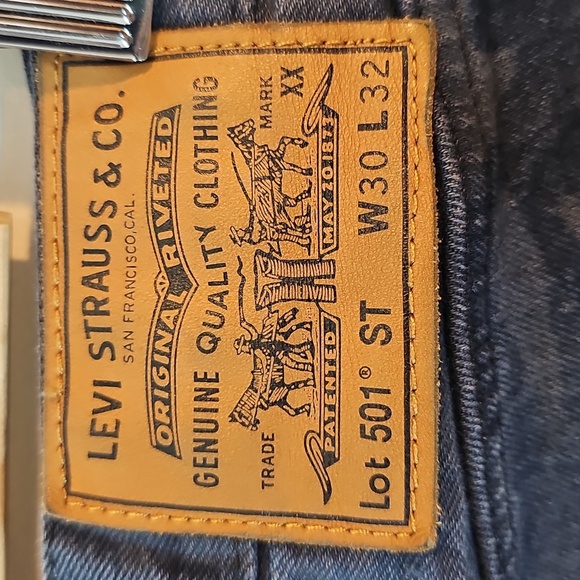 LEVI STRAUSS & CO.
SAN FRANCISCO, CAL.
ORIGINAL RIVETED
GENUINE QUALITY CLOTHING
TRADE MARK
XX
PATENTED MAY 20 1873
Lot 501® ST W30 L32